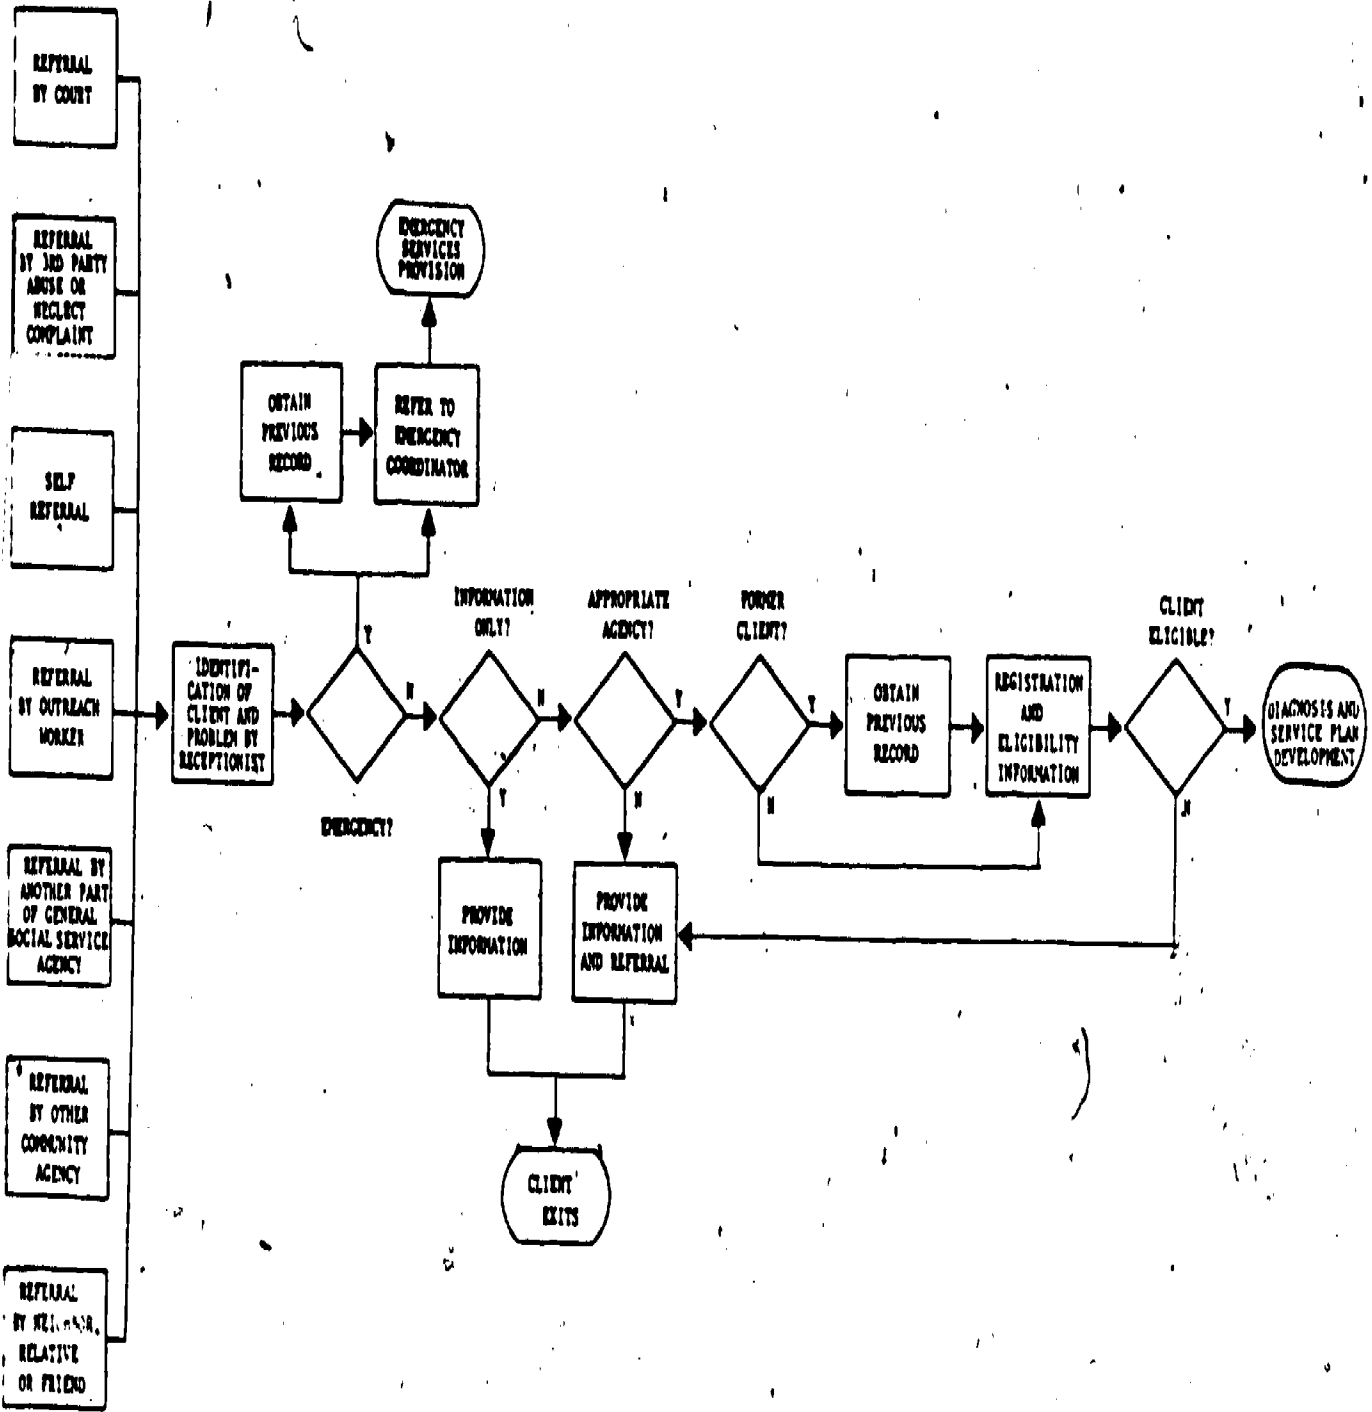 REFERRAL
BY COURT
REFERRAL
BY 3RD PARTY
ABUSE OR
NEGLECT
COMPLAINT
SELF
REFERRAL
REFERRAL
BY OUTREACH
WORKER
REFERRAL BY
ANOTHER PART
OF GENERAL
SOCIAL SERVICE
AGENCY
REFERRAL
BY OTHER
COMMUNITY
AGENCY
REFERRAL
BY
RELATIVE
OR FRIEND
IDENTIFI-
CATION OF
CLIENT AND
PROBLEM BY
RECEPTIONIST
EMERGENCY?
Y
N
OBTAIN
PREVIOUS
RECORD
REFER TO
EMERGENCY
COORDINATOR
EMERGENCY
SERVICES
PROVISION
INFORMATION
ONLY?
N
Y
PROVIDE
INFORMATION
APPROPRIATE
AGENCY?
Y
N
PROVIDE
INFORMATION
AND REFERRAL
CLIENT
EXITS
FORMER
CLIENT?
Y
N
OBTAIN
PREVIOUS
RECORD
REGISTRATION
AND
ELIGIBILITY
INFORMATION
CLIENT
ELIGIBLE?
Y
N
DIAGNOSIS AND
SERVICE PLAN
DEVELOPMENT